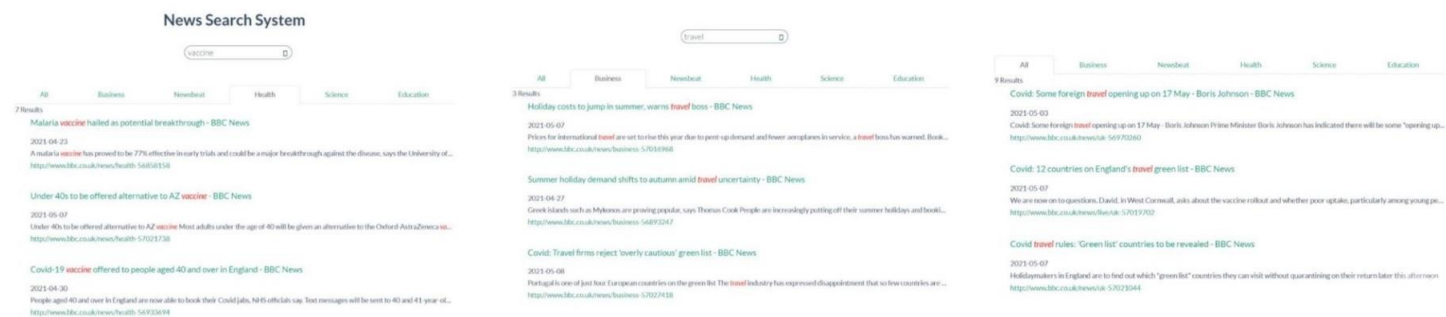 News Search System
vaccine
All Business Newsbeat Health Science Education
7 Results
Malaria vaccine hailed as potential breakthrough - BBC News
2021-04-23
A malaria vaccine has proved to be 77% effective in early trials and could be a major breakthrough against the disease, says the University of...
http://www.bbc.co.uk/news/health-56858158
Under 40s to be offered alternative to AZ vaccine - BBC News
2021-05-07
Under 40s to be offered alternative to AZ vaccine Most adults under the age of 40 will be given an alternative to the Oxford-AstraZeneca va...
http://www.bbc.co.uk/news/health-57021738
Covid-19 vaccine offered to people aged 40 and over in England - BBC News
2021-04-30
People aged 40 and over in England are now able to book their Covid jabs, NHS officials say. Text messages will be sent to 40 and 41-year-ol...
http://www.bbc.co.uk/news/health-56933694
travel
All Business Newsbeat Health Science Education
3 Results
Holiday costs to jump in summer, warns travel boss - BBC News
2021-05-07
Prices for international travel are set to rise this year due to pent-up demand and fewer aeroplanes in service, a travel boss has warned. Book...
http://www.bbc.co.uk/news/business-57016968
Summer holiday demand shifts to autumn amid travel uncertainty - BBC News
2021-04-27
Greek islands such as Mykonos are proving popular, says Thomas Cook People are increasingly putting off their summer holidays and booki...
http://www.bbc.co.uk/news/business-56893247
Covid: Travel firms reject 'overly cautious' green list - BBC News
2021-05-08
Portugal is one of just four European countries on the green list The travel industry has expressed disappointment that so few countries are...
http://www.bbc.co.uk/news/business-57027418
All Business Newsbeat Health Science Education
9 Results
Covid: Some foreign travel opening up on 17 May - Boris Johnson - BBC News
2021-05-03
Covid: Some foreign travel opening up on 17 May - Boris Johnson Prime Minister Boris Johnson has indicated there will be some "opening up...
http://www.bbc.co.uk/news/uk-56970260
Covid: 12 countries on England's travel green list - BBC News
2021-05-07
We are now on to questions. David, in West Cornwall, asks about the vaccine rollout and whether poor uptake, particularly among young pe...
http://www.bbc.co.uk/news/live/uk-57019702
Covid travel rules: 'Green list' countries to be revealed - BBC News
2021-05-07
Holidaymakers in England are to find out which "green list" countries they can visit without quarantining on their return later this afternoon
http://www.bbc.co.uk/news/uk-57021044